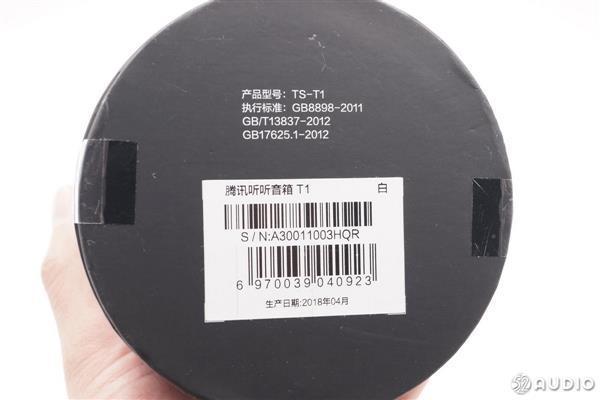 产品型号：TS-T1
执行标准：GB8898-2011
GB/T13837-2012
GB17625.1-2012
腾讯听听音箱 T1 白
S / N:A30011003HQR
6 970039 040923
生产日期:2018年04月
52 AUDIO